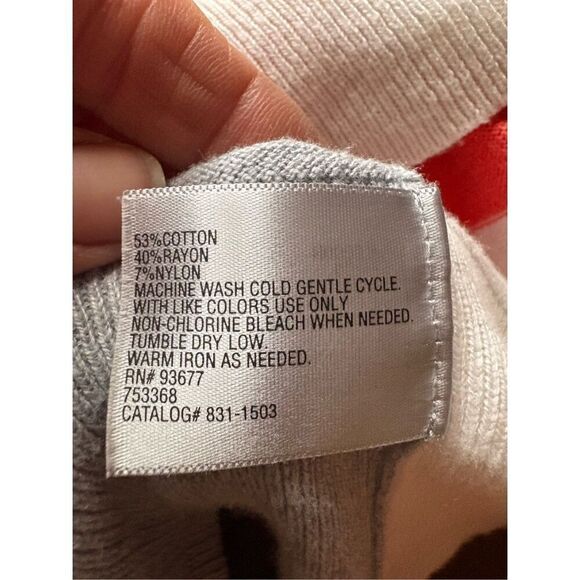 53%COTTON
40%RAYON
7%NYLON
MACHINE WASH COLD GENTLE CYCLE.
WITH LIKE COLORS USE ONLY
NON-CHLORINE BLEACH WHEN NEEDED.
TUMBLE DRY LOW.
WARM IRON AS NEEDED.
RN# 93677
753368
CATALOG# 831-1503